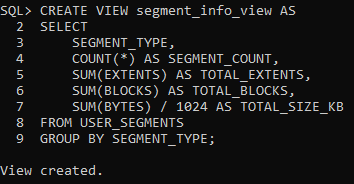 SQL> CREATE VIEW segment_info_view AS
  2  SELECT
  3      SEGMENT_TYPE,
  4      COUNT(*) AS SEGMENT_COUNT,
  5      SUM(EXTENTS) AS TOTAL_EXTENTS,
  6      SUM(BLOCKS) AS TOTAL_BLOCKS,
  7      SUM(BYTES) / 1024 AS TOTAL_SIZE_KB
  8  FROM USER_SEGMENTS
  9  GROUP BY SEGMENT_TYPE;
View created.